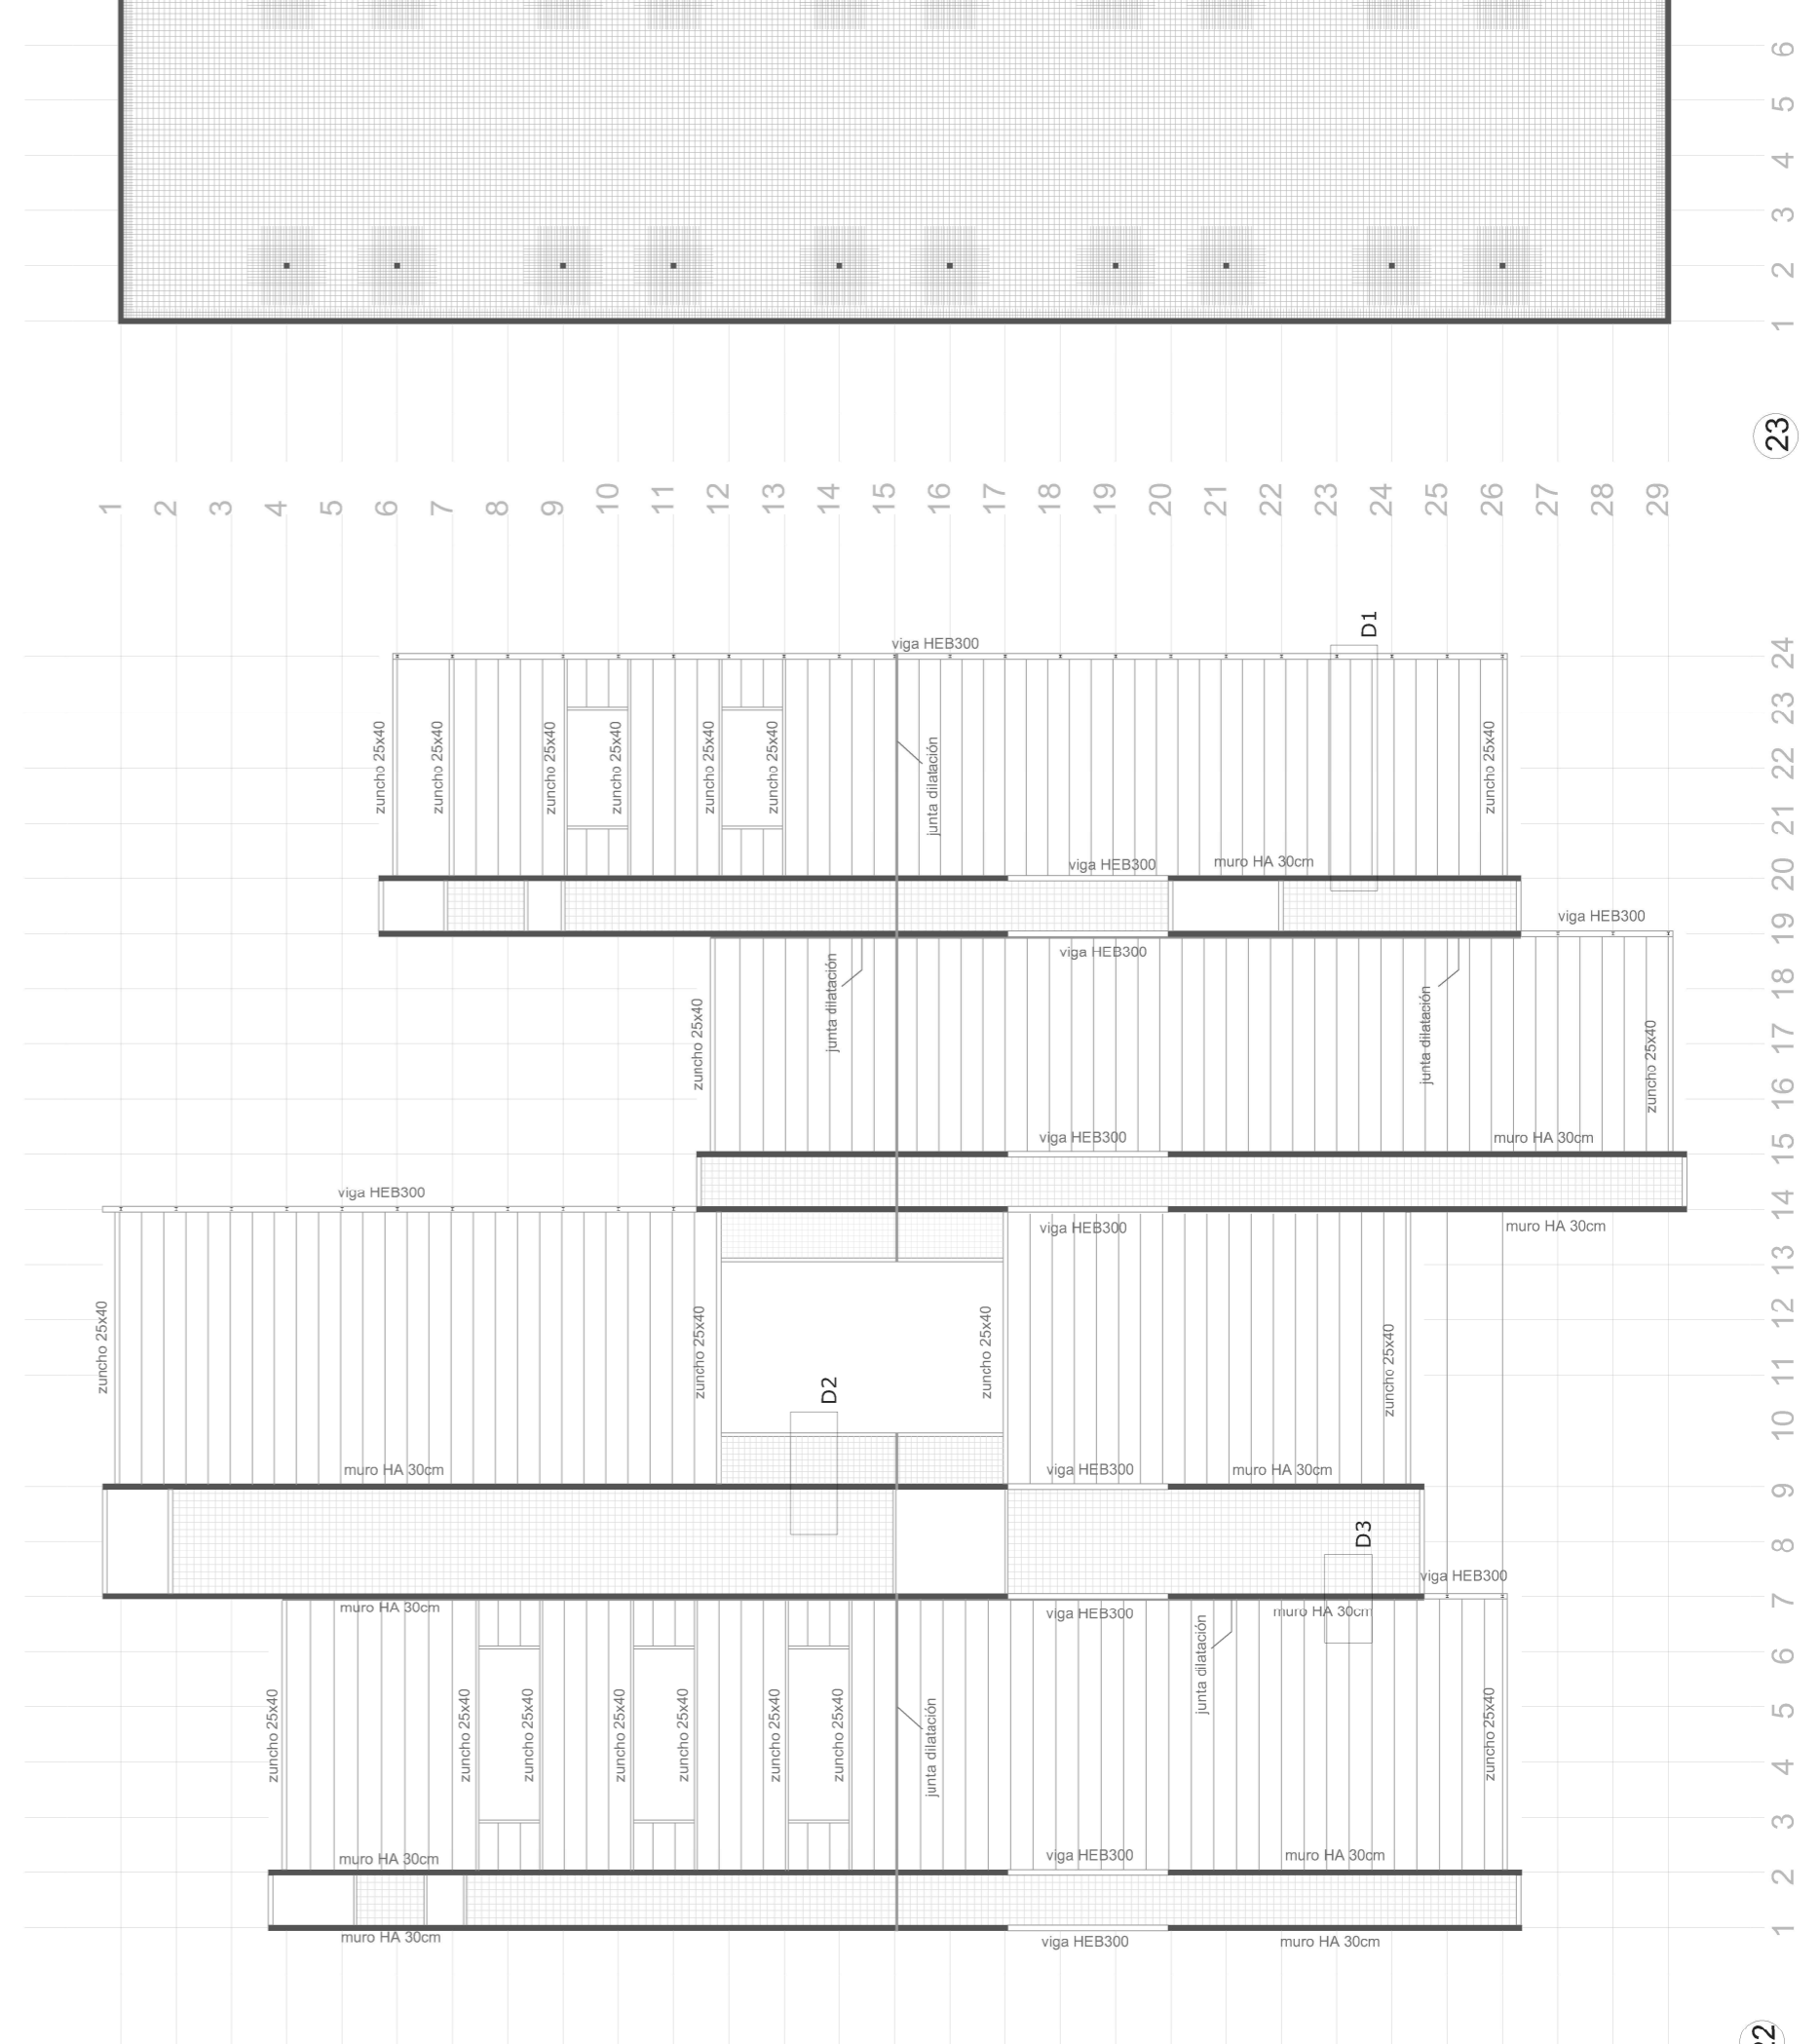 6
5
4
3
2
1
23
1 2 3 4 5 6 7 8 9 10 11 12 13 14 15 16 17 18 19 20 21 22 23 24 25 26 27 28 29
D1
viga HEB300
24
zuncho 25x40
zuncho 25x40
zuncho 25x40
zuncho 25x40
zuncho 25x40
zuncho 25x40
junta dilatación
zuncho 25x40
23
22
21
viga HEB300
muro HA 30cm
20
viga HEB300
19
viga HEB300
junta dilatación
junta dilatación
18
zuncho 25x40
zuncho 25x40
17
16
viga HEB300
muro HA 30cm
15
viga HEB300
14
viga HEB300
muro HA 30cm
13
zuncho 25x40
zuncho 25x40
zuncho 25x40
zuncho 25x40
12
11
D2
10
muro HA 30cm
viga HEB300
muro HA 30cm
9
D3
8
viga HEB300
7
muro HA 30cm
viga HEB300
muro HA 30cm
junta dilatación
6
zuncho 25x40
zuncho 25x40
zuncho 25x40
zuncho 25x40
zuncho 25x40
zuncho 25x40
zuncho 25x40
junta dilatación
zuncho 25x40
5
4
3
muro HA 30cm
viga HEB300
muro HA 30cm
2
1
muro HA 30cm
viga HEB300
muro HA 30cm
22